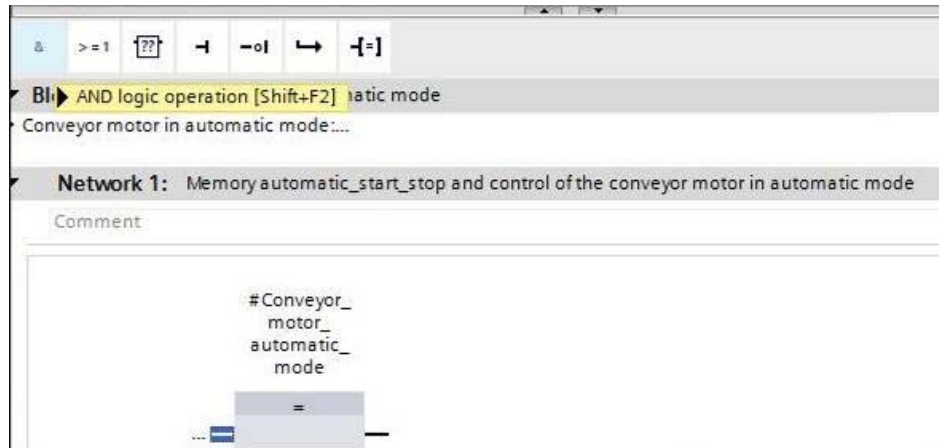 & >=1 ?? -[=]
Blo AND logic operation [Shift+F2] atic mode
Conveyor motor in automatic mode:...
Network 1: Memory automatic_start_stop and control of the conveyor motor in automatic mode
Comment
#Conveyor_
motor_
automatic_
mode
=
...